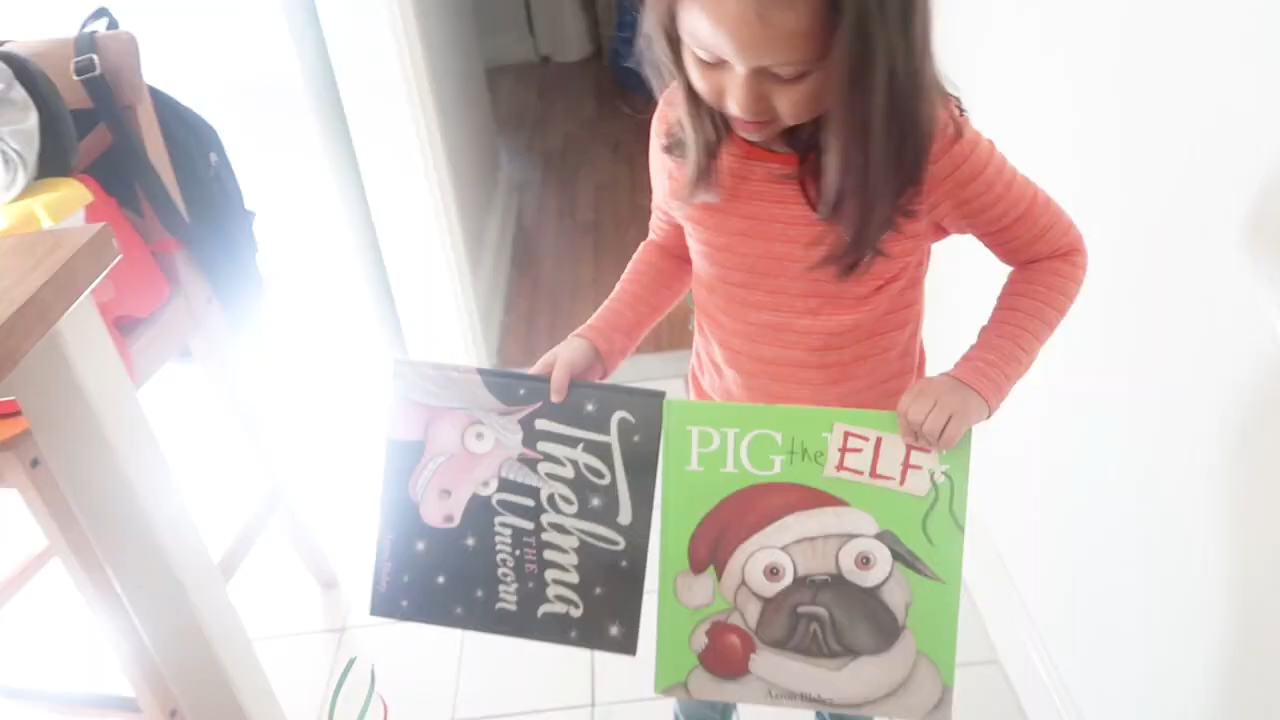 Thelma
THE
Unicorn
PIG the ELF
Aaron Blabey